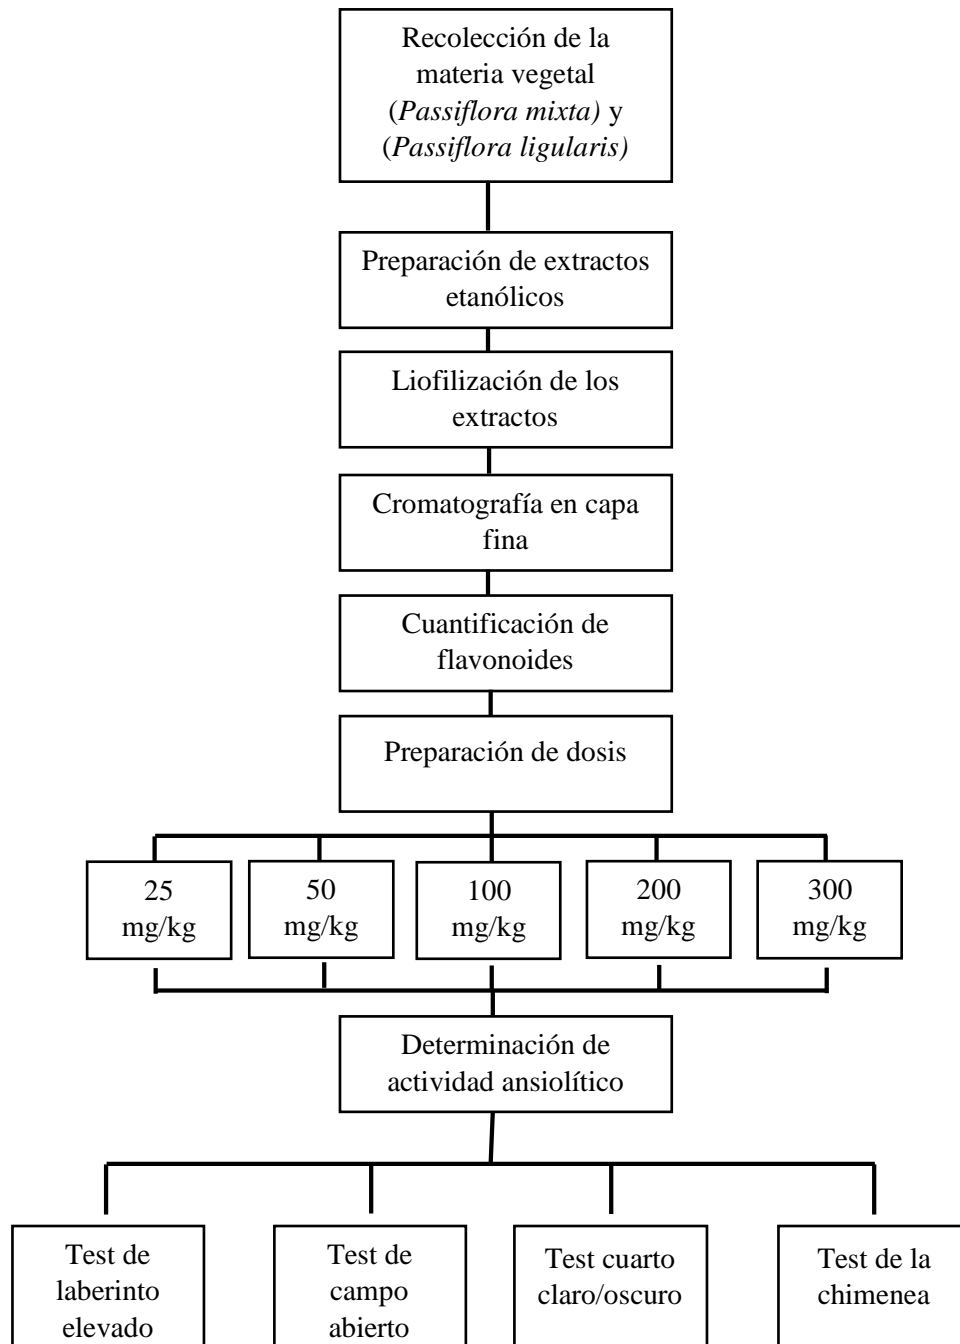 Recolección de la
materia vegetal
(Passiflora mixta) y
(Passiflora ligularis)
Preparación de extractos
etanólicos
Liofilización de los
extractos
Cromatografía en capa
fina
Cuantificación de
flavonoides
Preparación de dosis
25
mg/kg
50
mg/kg
100
mg/kg
200
mg/kg
300
mg/kg
Determinación de
actividad ansiolítico
Test de
laberinto
elevado
Test de
campo
abierto
Test cuarto
claro/oscuro
Test de la
chimenea